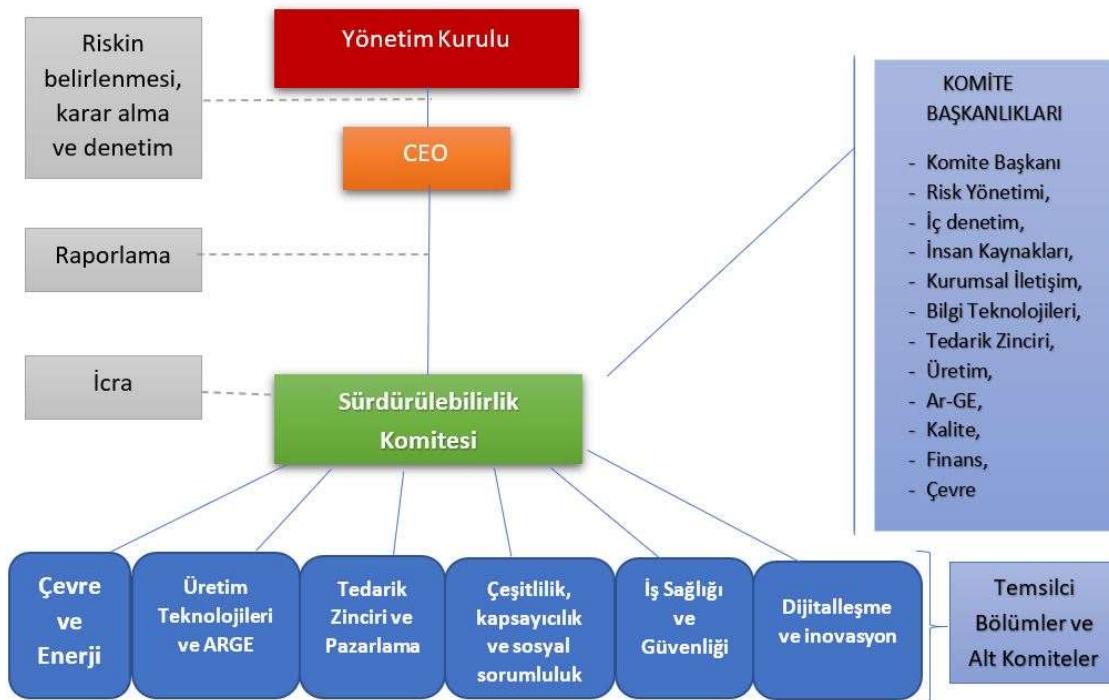 Riskin
belirlenmesi,
karar alma
ve denetim
Yönetim Kurulu
CEO
Raporlama
İcra
Sürdürülebilirlik
Komitesi
KOMİTE
BAŞKANLIKLARI
- Komite Başkanı
- Risk Yönetimi,
- İç denetim,
- İnsan Kaynakları,
- Kurumsal İletişim,
- Bilgi Teknolojileri,
- Tedarik Zinciri,
- Üretim,
- Ar-GE,
- Kalite,
- Finans,
- Çevre
Çevre
ve
Enerji
Üretim
Teknolojileri
ve ARGE
Tedarik
Zinciri ve
Pazarlama
Çeşitlilik,
kapsayıcılık
ve sosyal
sorumluluk
İş Sağlığı
ve
Güvenliği
Dijitalleşme
ve inovasyon
Temsilci
Bölümler ve
Alt Komiteler